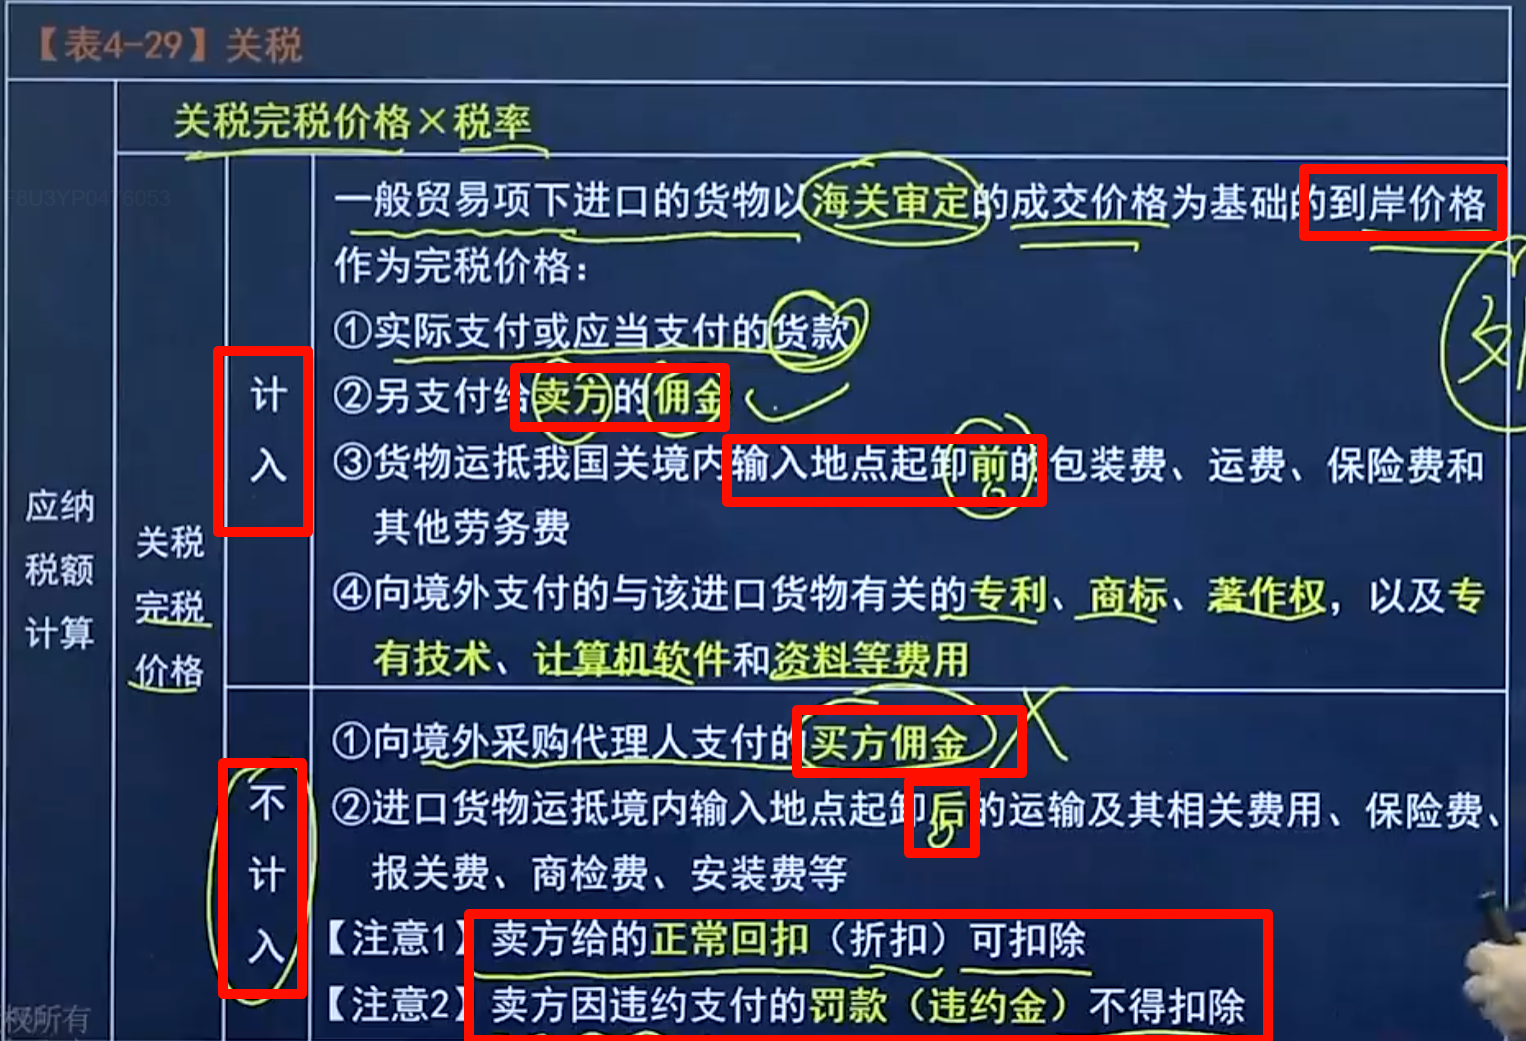 【表4-29】关税
关税完税价格×税率
应纳
税额
计算
关税
完税
价格
计
入
一般贸易项下进口的货物以海关审定的成交价格为基础的到岸价格
作为完税价格：
①实际支付或应当支付的货款
②另支付给卖方的佣金
③货物运抵我国关境内输入地点起卸前的包装费、运费、保险费和
其他劳务费
④向境外支付的与该进口货物有关的专利、商标、著作权，以及专
有技术、计算机软件和资料等费用
不
计
入
①向境外采购代理人支付的买方佣金
②进口货物运抵境内输入地点起卸后的运输及其相关费用、保险费、
报关费、商检费、安装费等
【注意1】卖方给的正常回扣（折扣）可扣除
【注意2】卖方因违约支付的罚款（违约金）不得扣除
权所有